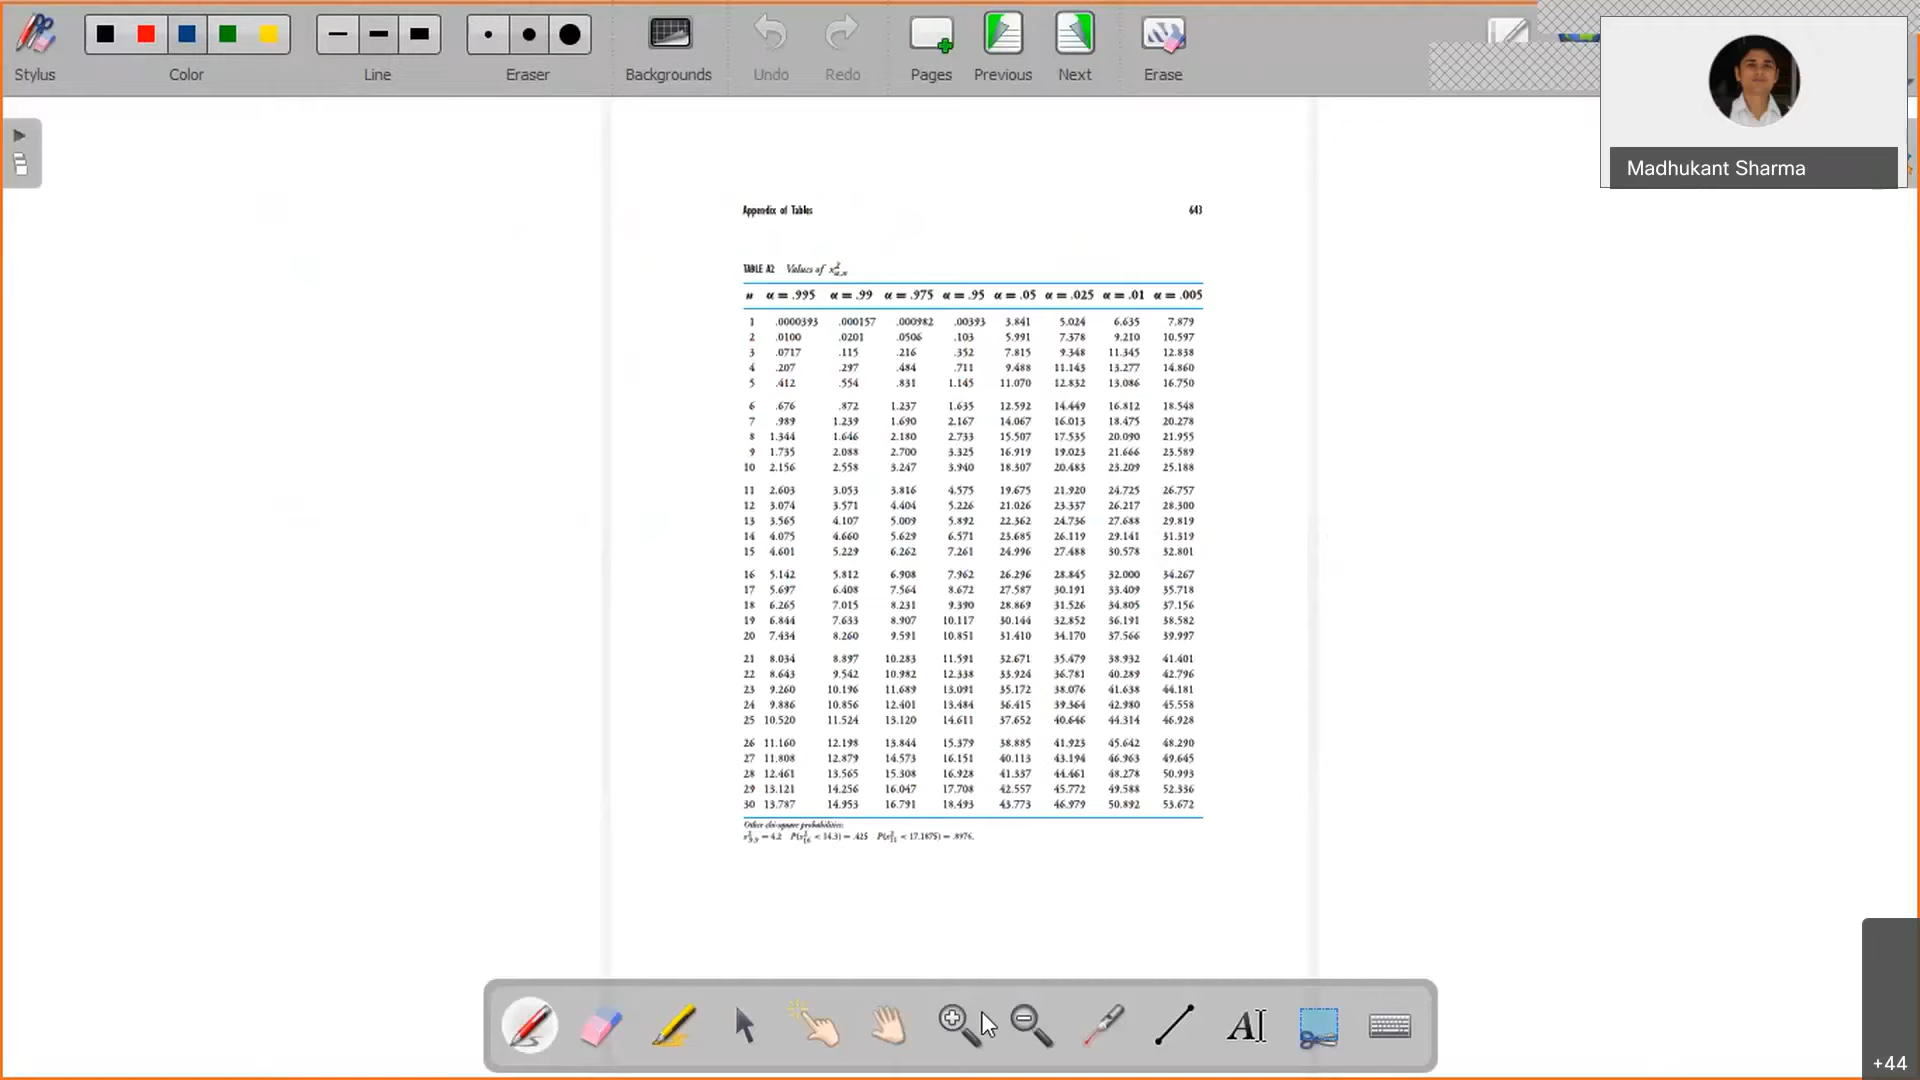 Stylus
Color
Line
Eraser
Backgrounds
Undo
Redo
Pages
Previous
Next
Erase
Madhukant Sharma
Appendix of Tables 643
TABLE A2 Values of x²α,n
n α = .995 α = .99 α = .975 α = .95 α = .05 α = .025 α = .01 α = .005
1 .0000393 .000157 .000982 .00393 3.841 5.024 6.635 7.879
2 .0100 .0201 .0506 .103 5.991 7.378 9.210 10.597
3 .0717 .115 .216 .352 7.815 9.348 11.345 12.838
4 .207 .297 .484 .711 9.488 11.143 13.277 14.860
5 .412 .554 .831 1.145 11.070 12.832 13.086 16.750
6 .676 .872 1.237 1.635 12.592 14.449 16.812 18.548
7 .989 1.239 1.690 2.167 14.067 16.013 18.475 20.278
8 1.344 1.646 2.180 2.733 15.507 17.535 20.090 21.955
9 1.735 2.088 2.700 3.325 16.919 19.023 21.666 23.589
10 2.156 2.558 3.247 3.940 18.307 20.483 23.209 25.188
11 2.603 3.053 3.816 4.575 19.675 21.920 24.725 26.757
12 3.074 3.571 4.404 5.226 21.026 23.337 26.217 28.300
13 3.565 4.107 5.009 5.892 22.362 24.736 27.688 29.819
14 4.075 4.660 5.629 6.571 23.685 26.119 29.141 31.319
15 4.601 5.229 6.262 7.261 24.996 27.488 30.578 32.801
16 5.142 5.812 6.908 7.962 26.296 28.845 32.000 34.267
17 5.697 6.408 7.564 8.672 27.587 30.191 33.409 35.718
18 6.265 7.015 8.231 9.390 28.869 31.526 34.805 37.156
19 6.844 7.633 8.907 10.117 30.144 32.852 36.191 38.582
20 7.434 8.260 9.591 10.851 31.410 34.170 37.566 39.997
21 8.034 8.897 10.283 11.591 32.671 35.479 38.932 41.401
22 8.643 9.542 10.982 12.338 33.924 36.781 40.289 42.796
23 9.260 10.196 11.689 13.091 35.172 38.076 41.638 44.181
24 9.886 10.856 12.401 13.484 36.415 39.364 42.980 45.558
25 10.520 11.524 13.120 14.611 37.652 40.646 44.314 46.928
26 11.160 12.198 13.844 15.379 38.885 41.923 45.642 48.290
27 11.808 12.879 14.573 16.151 40.113 43.194 46.963 49.645
28 12.461 13.565 15.308 16.928 41.337 44.461 48.278 50.993
29 13.121 14.256 16.047 17.708 42.557 45.772 49.588 52.336
30 13.787 14.953 16.791 18.493 43.773 46.979 50.892 53.672
Other chi-square probabilities:
x².9,9 = 4.2 P(x²16 < 14.3) = .425 P(x²11 < 17.1875) = .8976.
AI
+44